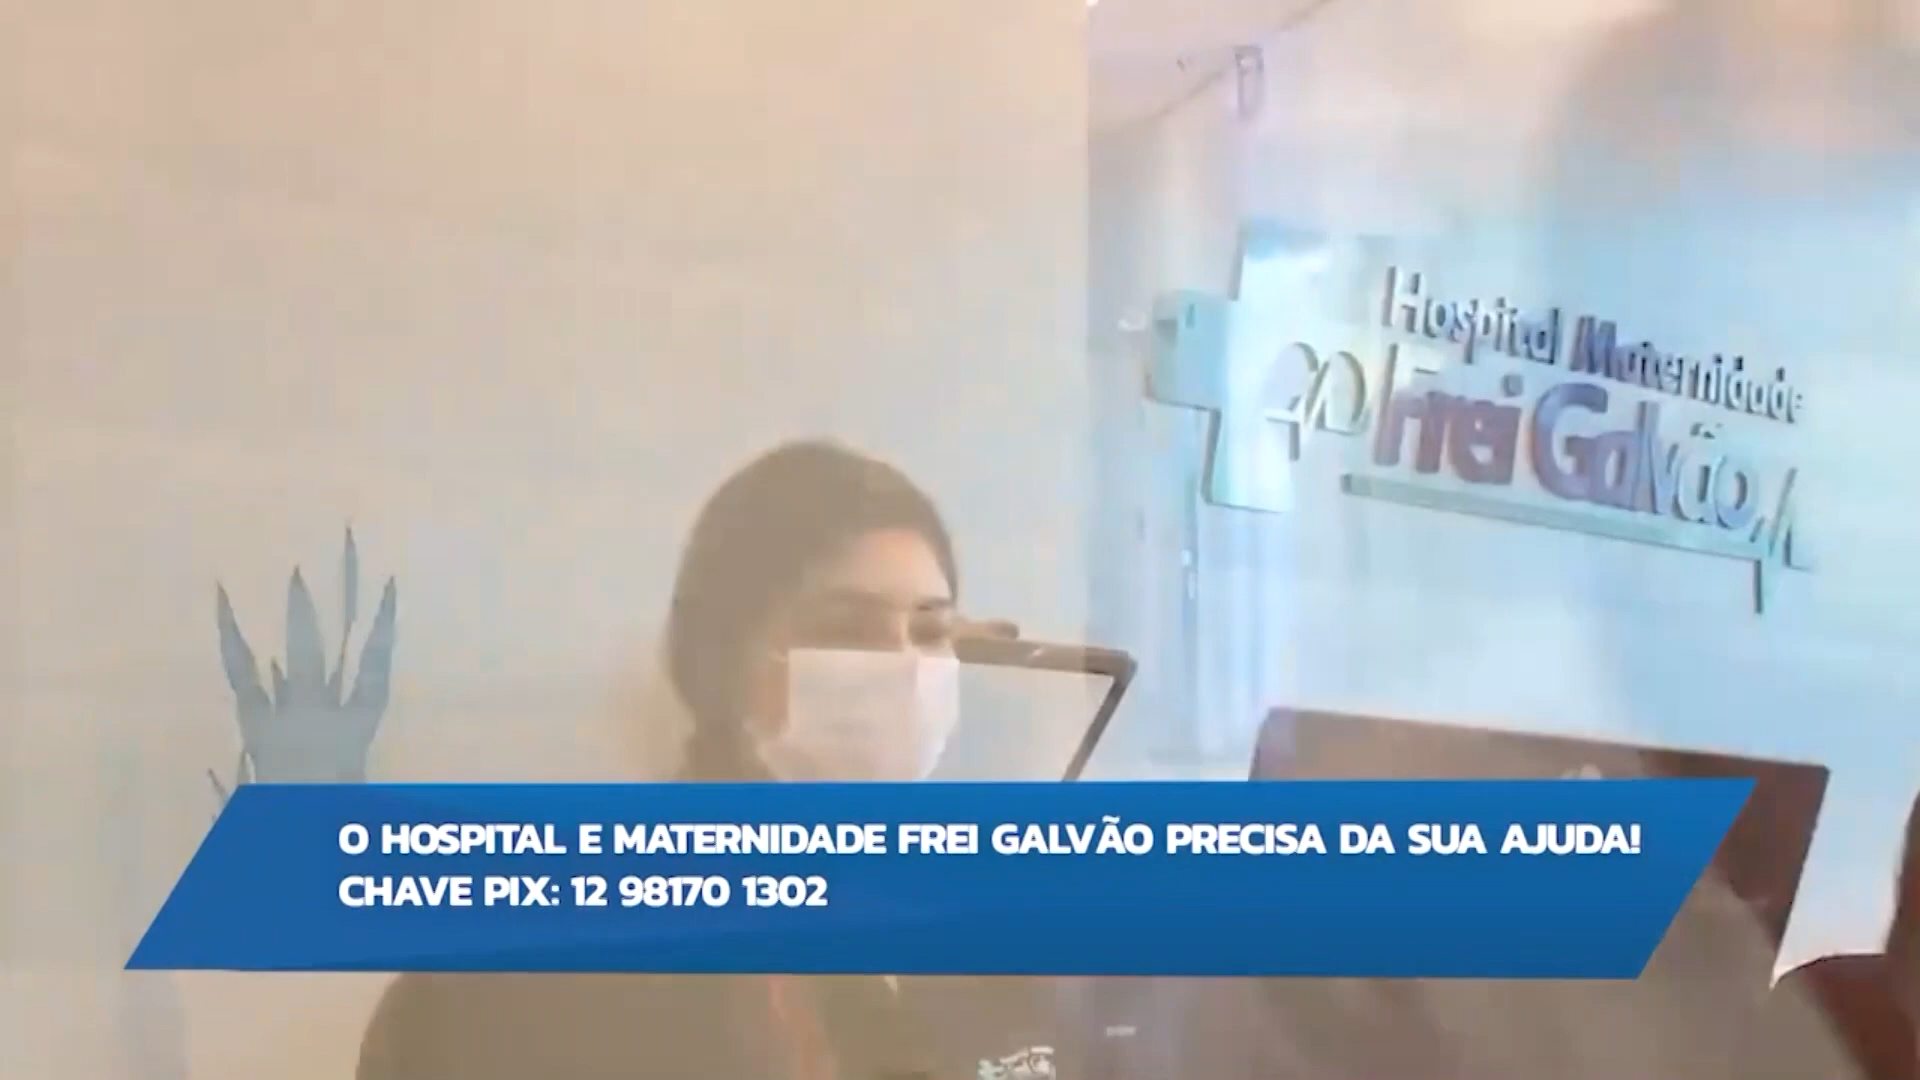 Hospital Maternidade
Frei Galvão
O HOSPITAL E MATERNIDADE FREI GALVÃO PRECISA DA SUA AJUDA!
CHAVE PIX: 12 98170 1302